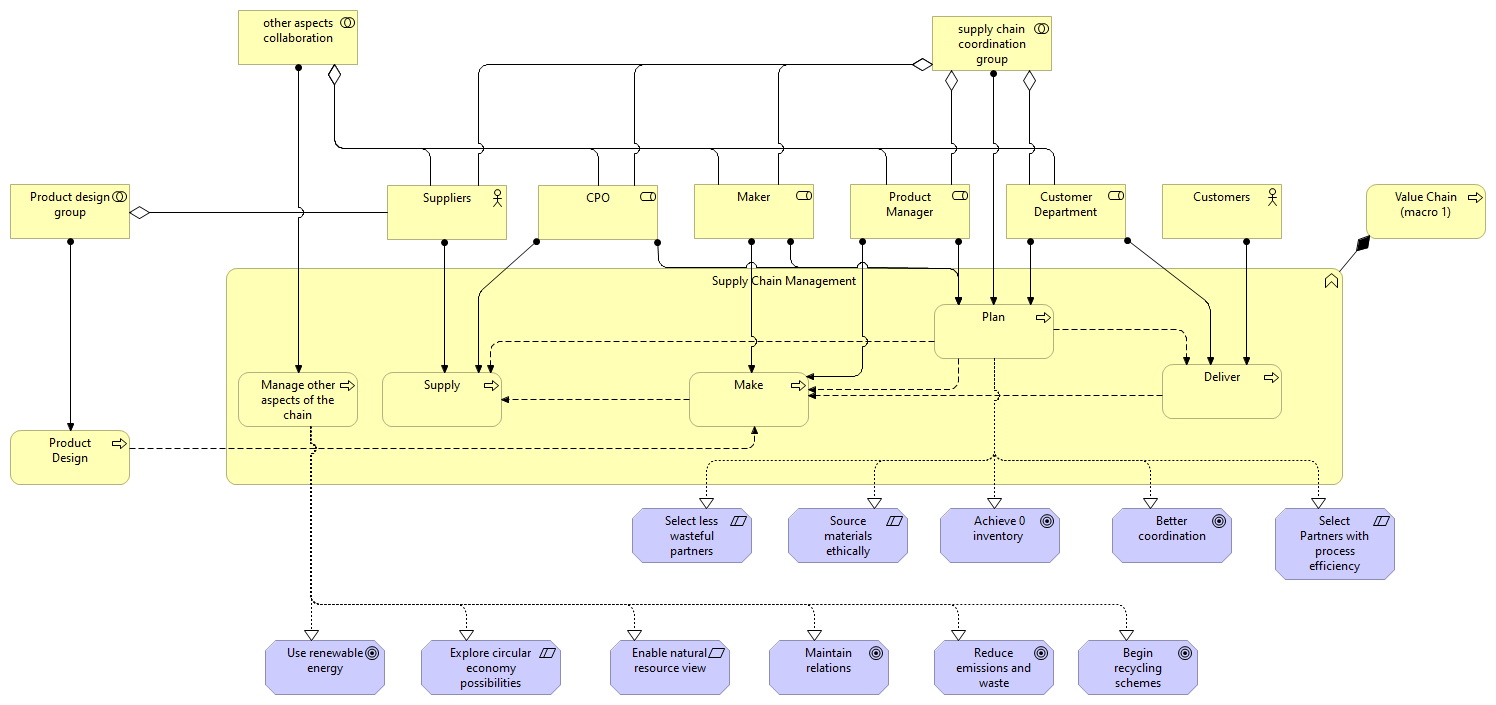 other aspects
collaboration
supply chain
coordination
group
Product design
group
Suppliers
CPO
Maker
Product
Manager
Customer
Department
Customers
Value Chain
(macro 1)
Supply Chain Management
Plan
Manage other
aspects of the
chain
Supply
Make
Deliver
Product
Design
Select less
wasteful
partners
Source
materials
ethically
Achieve 0
inventory
Better
coordination
Select
Partners with
process
efficiency
Use renewable
energy
Explore circular
economy
possibilities
Enable natural
resource view
Maintain
relations
Reduce
emissions and
waste
Begin
recycling
schemes